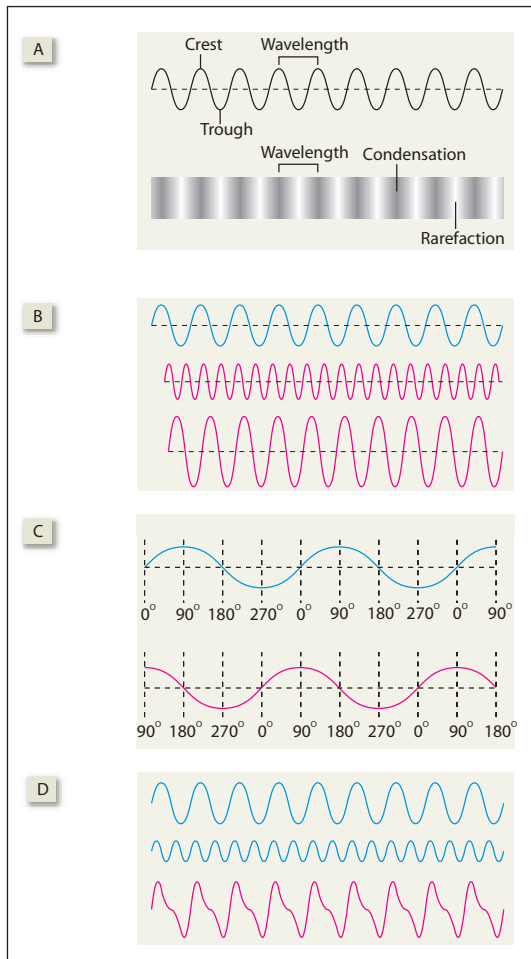 A
Crest Wavelength
Trough
Wavelength Condensation
Rarefaction
B
C
0° 90° 180° 270° 0° 90° 180° 270° 0° 90°
90° 180° 270° 0° 90° 180° 270° 0° 90° 180°
D